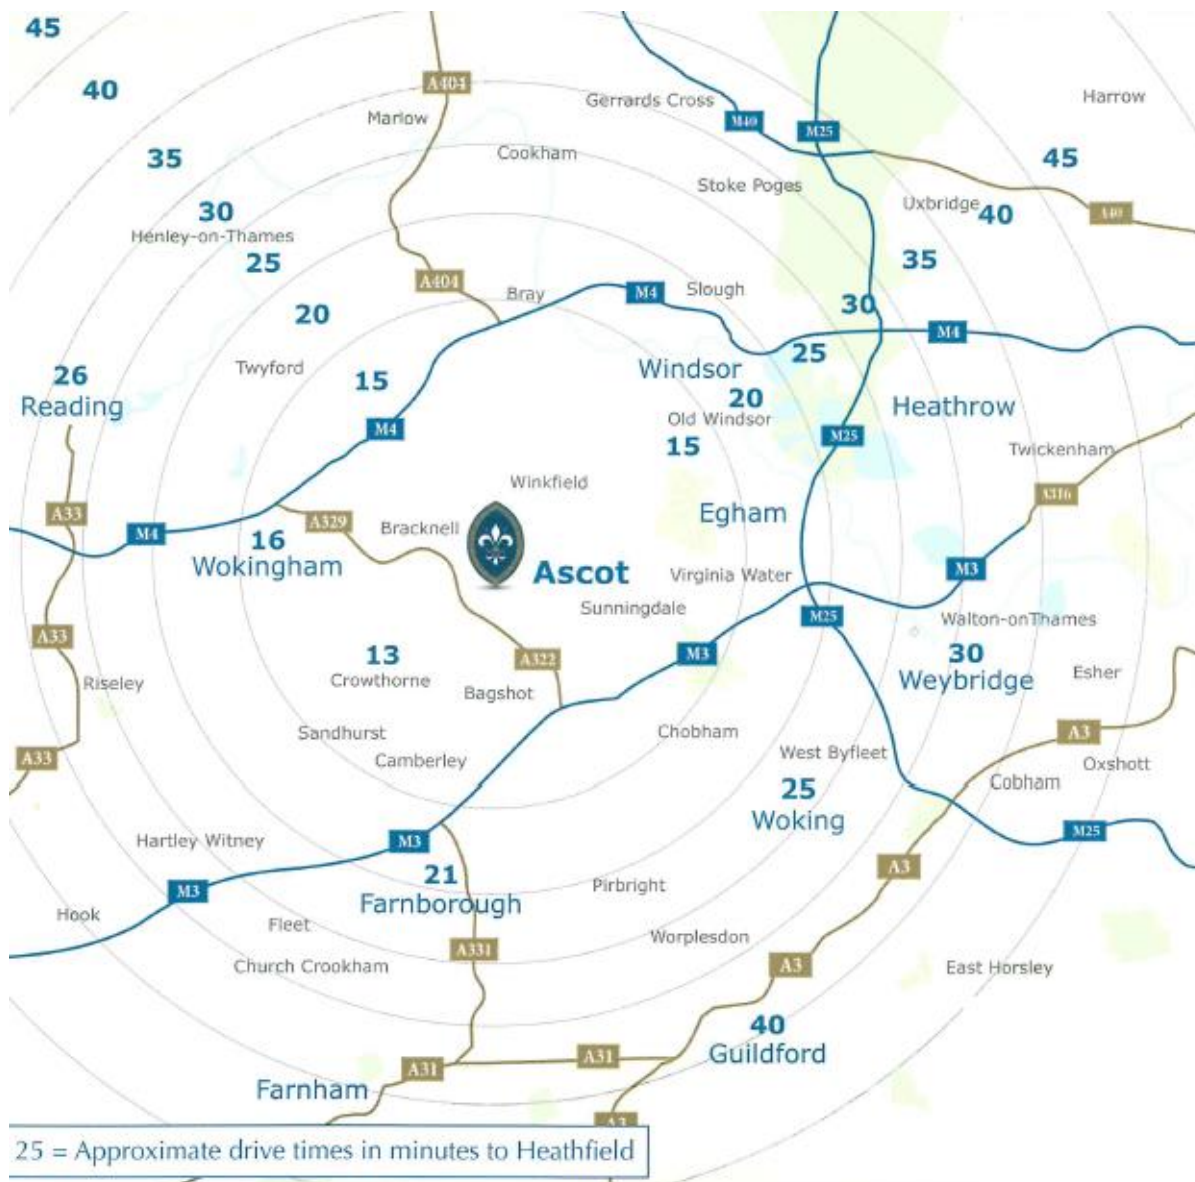 45
A404
40
Gerrards Cross
Harrow
Marlow
M40
M25
Cookham
35
45
Stoke Poges
30
Uxbridge
40
A40
Henley-on-Thames
25
35
A404
Bray
M4
Slough
20
30
M4
Twyford
25
Windsor
26
15
20
Reading
Heathrow
M4
Old Windsor
M25
15
Twickenham
Winkfield
A316
A33
A329
Bracknell
Egham
M4
16
Wokingham
Ascot
Virginia Water
M3
Sunningdale
M25
Walton-onThames
A33
13
A322
M3
30
Riseley
Crowthorne
Bagshot
Weybridge
Esher
Sandhurst
Chobham
A3
A33
Camberley
West Byfleet
Oxshott
25
Cobham
Woking
M25
Hartley Witney
M3
A3
21
M3
Farnborough
Pirbright
Hook
Fleet
Worplesdon
A331
Church Crookham
A3
East Horsley
40
Guildford
A31
A31
Farnham
A3
25 = Approximate drive times in minutes to Heathfield